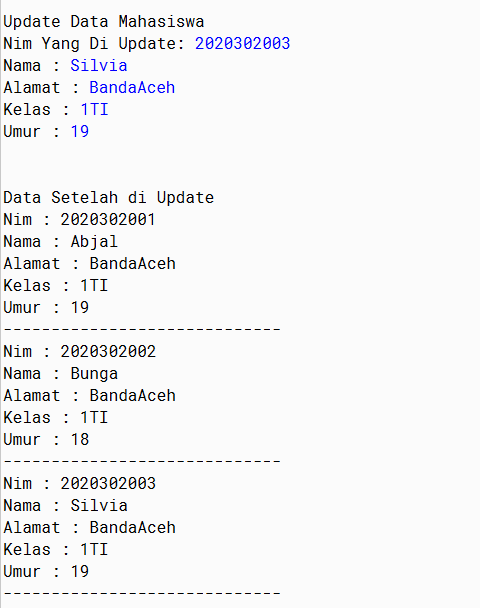 Update Data Mahasiswa
Nim Yang Di Update: 2020302003
Nama : Silvia
Alamat : BandaAceh
Kelas : 1TI
Umur : 19
Data Setelah di Update
Nim : 2020302001
Nama : Abjal
Alamat : BandaAceh
Kelas : 1TI
Umur : 19
-----------------------------
Nim : 2020302002
Nama : Bunga
Alamat : BandaAceh
Kelas : 1TI
Umur : 18
-----------------------------
Nim : 2020302003
Nama : Silvia
Alamat : BandaAceh
Kelas : 1TI
Umur : 19
-----------------------------